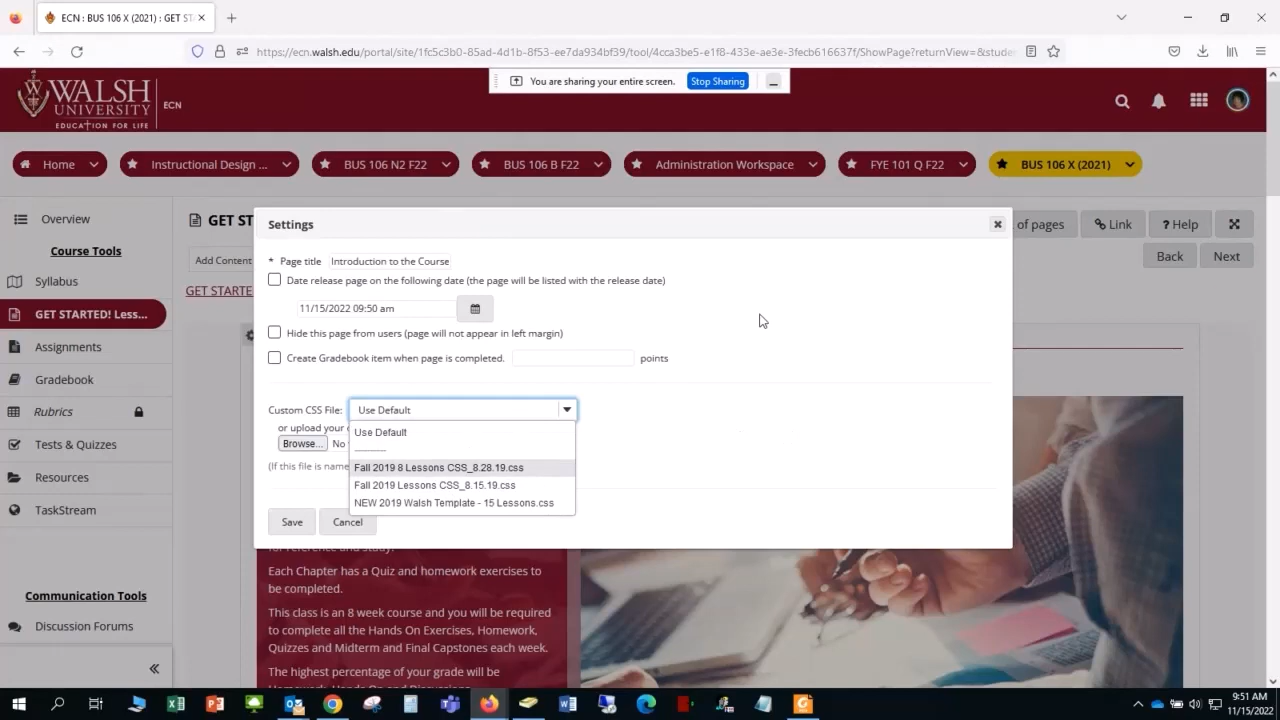 ECN : BUS 106 X (2021) : GET ST
https://ecn.walsh.edu/portal/site/1fc5c3b0-85ad-4d1b-8f53-ee7da934bf39/tool/4cca3be5-e1f8-433e-ae3e-3fecb616637f/ShowPage?returnView=&stude
You are sharing your entire screen. Stop Sharing
WALSH
UNIVERSITY
EDUCATION FOR LIFE
ECN
Home
Instructional Design ...
BUS 106 N2 F22
BUS 106 B F22
Administration Workspace
FYE 101 Q F22
BUS 106 X (2021)
Overview
Course Tools
Syllabus
GET STARTED! Less...
Assignments
Gradebook
Rubrics
Tests & Quizzes
Resources
TaskStream
Communication Tools
Discussion Forums
GET ST
of pages
Link
? Help
Add Content
Back
Next
GET STARTE
Settings
* Page title Introduction to the Course
Date release page on the following date (the page will be listed with the release date)
11/15/2022 09:50 am
Hide this page from users (page will not appear in left margin)
Create Gradebook item when page is completed. points
Custom CSS File: Use Default
or upload your
Browse... No
(If this file is name
Use Default
----------
Fall 2019 8 Lessons CSS_8.28.19.css
Fall 2019 Lessons CSS_8.15.19.css
NEW 2019 Walsh Template - 15 Lessons.css
Save
Cancel
for reference and study.
Each Chapter has a Quiz and homework exercises to
be completed.
This class is an 8 week course and you will be required
to complete all the Hands On Exercises, Homework,
Quizzes and Midterm and Final Capstones each week.
The highest percentage of your grade will be
9:51 AM
11/15/2022